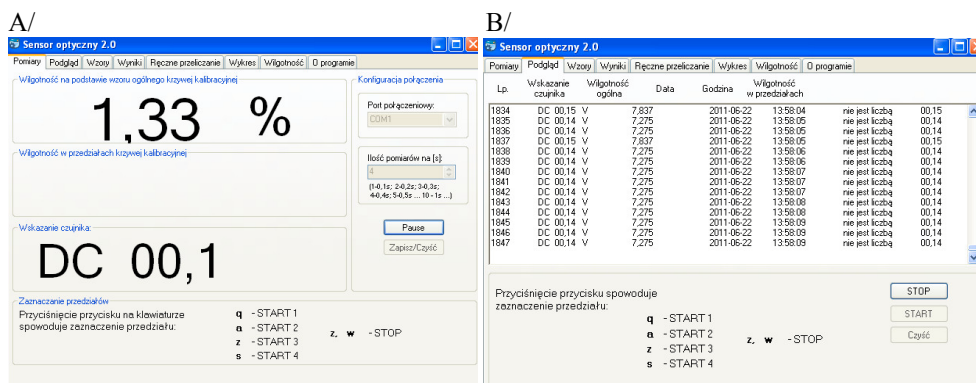 A/
Sensor optyczny 2.0
Pomiary Podgląd Wzory Wyniki Ręczne przeliczanie Wykres Wilgotność O programie
Wilgotność na podstawie wzoru ogólnego krzywej kalibracyjnej
1,33 %
Wilgotność w przedziałach krzywej kalibracyjnej
Wskazanie czujnika:
DC 00,1
Konfiguracja połączenia
Port połączeniowy:
COM1
Ilość pomiarów na [s]:
4
(1-0,1s; 2-0,2s; 3-0,3s;
4-0,4s; 5-0,5s ... 10 - 1s ...)
Pause
Zapisz/Czyść
Zaznaczanie przedziałów
Przyciśnięcie przycisku na klawiaturze
spowoduje zaznaczenie przedziału:
q - START 1
a - START 2
z - START 3
s - START 4
z, w - STOP
B/
Sensor optyczny 2.0
Pomiary Podgląd Wzory Wyniki Ręczne przeliczanie Wykres Wilgotność O programie
Lp. Wskazanie czujnika Wilgotność ogólna Data Godzina Wilgotność w przedziałach
1834 DC 00,15 V 7,837 2011-06-22 13:58:04 nie jest liczbą 00,15
1835 DC 00,14 V 7,275 2011-06-22 13:58:05 nie jest liczbą 00,14
1836 DC 00,14 V 7,275 2011-06-22 13:58:05 nie jest liczbą 00,14
1837 DC 00,15 V 7,837 2011-06-22 13:58:05 nie jest liczbą 00,15
1838 DC 00,14 V 7,275 2011-06-22 13:58:06 nie jest liczbą 00,14
1839 DC 00,14 V 7,275 2011-06-22 13:58:06 nie jest liczbą 00,14
1840 DC 00,14 V 7,275 2011-06-22 13:58:07 nie jest liczbą 00,14
1841 DC 00,14 V 7,275 2011-06-22 13:58:07 nie jest liczbą 00,14
1842 DC 00,14 V 7,275 2011-06-22 13:58:07 nie jest liczbą 00,14
1843 DC 00,14 V 7,275 2011-06-22 13:58:08 nie jest liczbą 00,14
1844 DC 00,14 V 7,275 2011-06-22 13:58:08 nie jest liczbą 00,14
1845 DC 00,14 V 7,275 2011-06-22 13:58:09 nie jest liczbą 00,14
1846 DC 00,14 V 7,275 2011-06-22 13:58:09 nie jest liczbą 00,14
1847 DC 00,14 V 7,275 2011-06-22 13:58:09 nie jest liczbą 00,14
Przyciśnięcie przycisku spowoduje
zaznaczenie przedziału:
q - START 1
a - START 2
z - START 3
s - START 4
z, w - STOP
STOP
START
Czyść